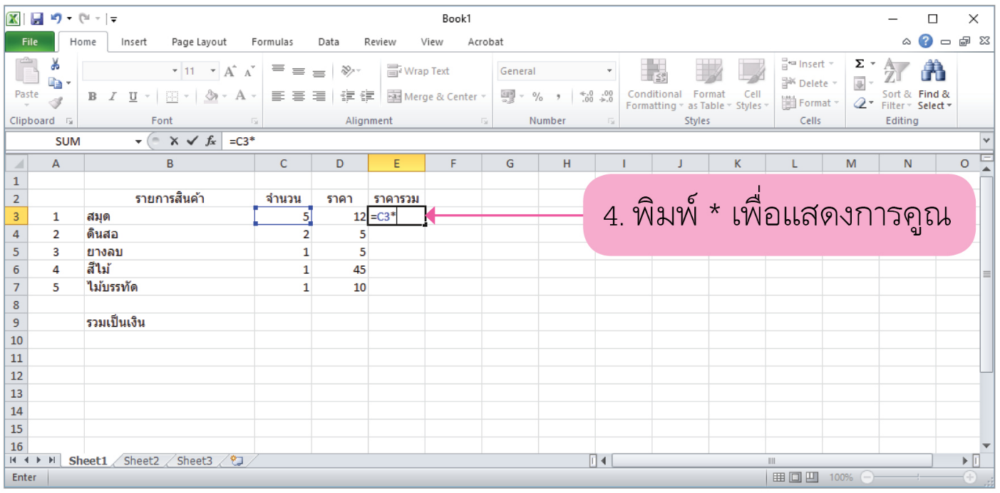 Book1
File Home Insert Page Layout Formulas Data Review View Acrobat
11 A A Wrap Text General Insert Σ
Paste B I U A Merge & Center % , .0 .00 .00 .0 Conditional Formatting Format as Table Cell Styles Delete Format Sort & Filter Find & Select
Clipboard Font Alignment Number Styles Cells Editing
SUM fx =C3*
A B C D E F G H I J K L M N O
1
2 รายการสินค้า จำนวน ราคา ราคารวม
3 1 สมุด 5 12 =C3*
4. พิมพ์ * เพื่อแสดงการคูณ
4 2 ดินสอ 2 5
5 3 ยางลบ 1 5
6 4 สีไม้ 1 45
7 5 ไม้บรรทัด 1 10
8
9 รวมเป็นเงิน
10
11
12
13
14
15
16
Sheet1 Sheet2 Sheet3
Enter 100%